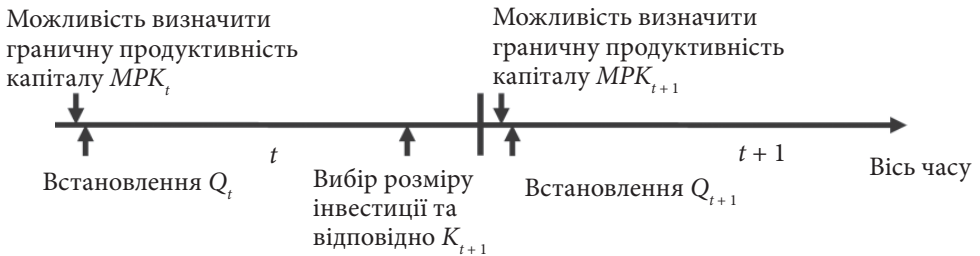 Можливість визначити
граничну продуктивність
капіталу MPKₜ
Можливість визначити
граничну продуктивність
капіталу MPKₜ ₊ ₁
t
t + 1
Вісь часу
Встановлення Qₜ
Вибір розміру
інвестиції та
відповідно Kₜ ₊ ₁
Встановлення Qₜ ₊ ₁